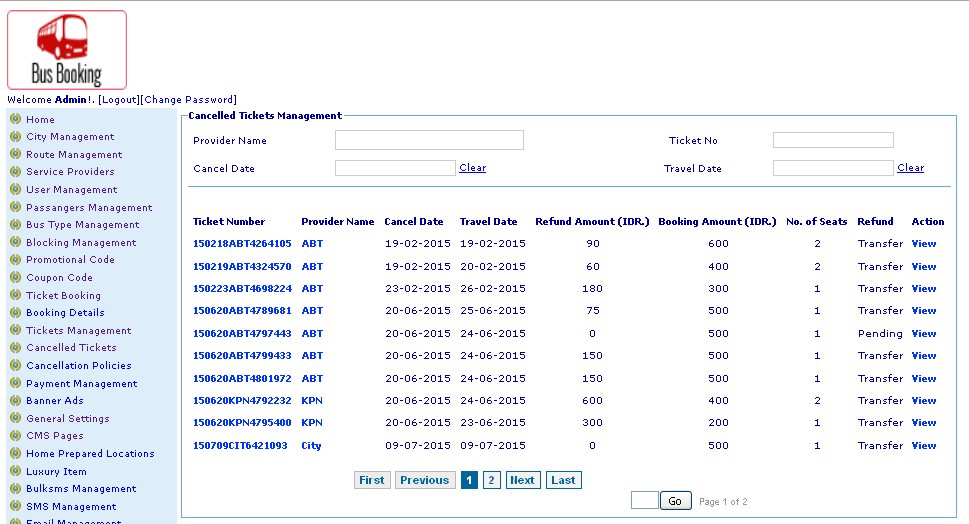 Bus Booking
Welcome Admin!. [Logout][Change Password]
Home
City Management
Route Management
Service Providers
User Management
Passangers Management
Bus Type Management
Blocking Management
Promotional Code
Coupon Code
Ticket Booking
Booking Details
Tickets Management
Cancelled Tickets
Cancellation Policies
Payment Management
Banner Ads
General Settings
CMS Pages
Home Prepared Locations
Luxury Item
Bulksms Management
SMS Management
Email Management
Cancelled Tickets Management
Provider Name Ticket No
Cancel Date Clear Travel Date Clear
Ticket Number Provider Name Cancel Date Travel Date Refund Amount (IDR.) Booking Amount (IDR.) No. of Seats Refund Action
150218ABT4264105 ABT 19-02-2015 19-02-2015 90 600 2 Transfer View
150219ABT4324570 ABT 19-02-2015 20-02-2015 60 400 2 Transfer View
150223ABT4698224 ABT 23-02-2015 26-02-2015 180 300 1 Transfer View
150620ABT4789681 ABT 20-06-2015 25-06-2015 75 500 1 Transfer View
150620ABT4797443 ABT 20-06-2015 24-06-2015 0 500 1 Pending View
150620ABT4799433 ABT 20-06-2015 24-06-2015 150 500 1 Transfer View
150620ABT4801972 ABT 20-06-2015 24-06-2015 150 500 1 Transfer View
150620KPN4792232 KPN 20-06-2015 24-06-2015 600 400 2 Transfer View
150620KPN4795400 KPN 20-06-2015 23-06-2015 300 200 1 Transfer View
150709CIT6421093 City 09-07-2015 09-07-2015 0 500 1 Transfer View
First Previous 1 2 Next Last
Go Page 1 of 2